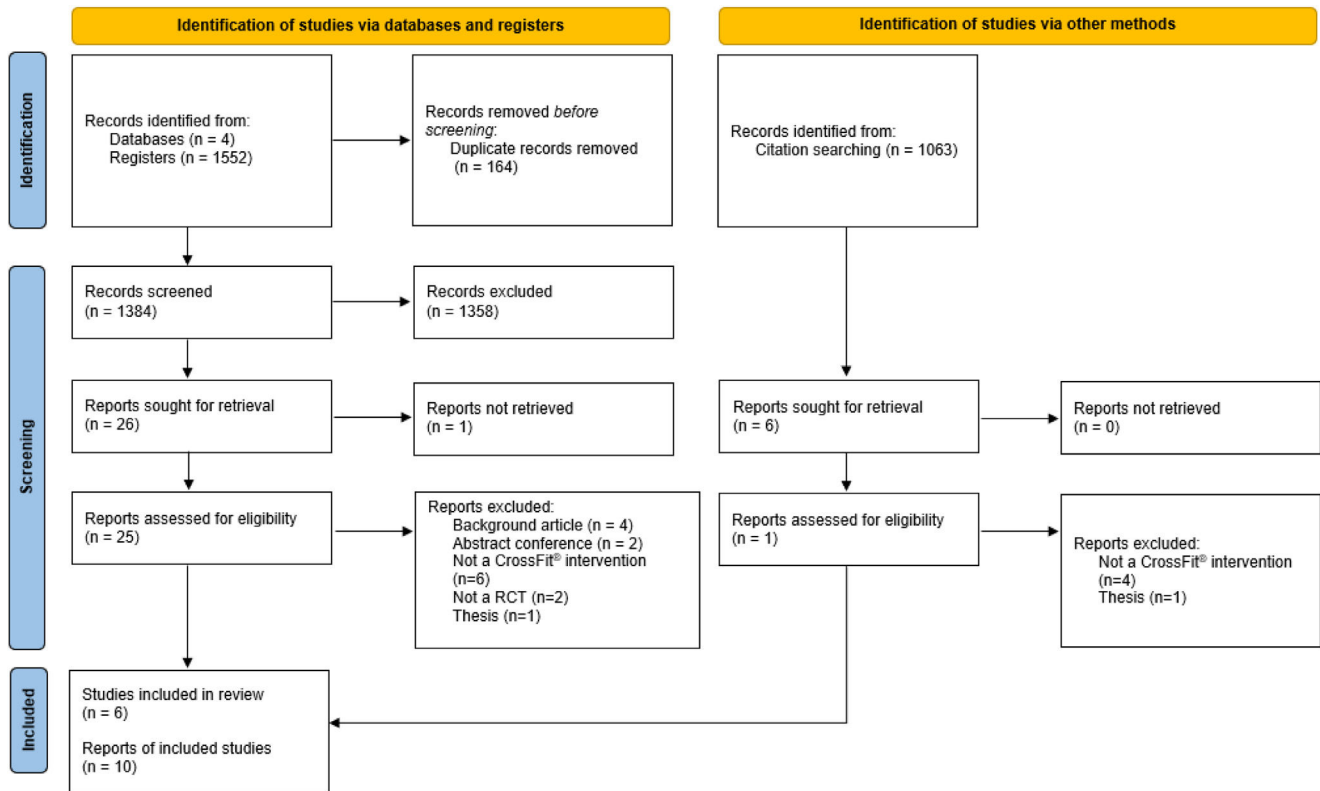 Identification of studies via databases and registers
Identification of studies via other methods
Identification
Records identified from:
Databases (n = 4)
Registers (n = 1552)
Records removed before
screening:
Duplicate records removed
(n = 164)
Records identified from:
Citation searching (n = 1063)
Screening
Records screened
(n = 1384)
Records excluded
(n = 1358)
Reports sought for retrieval
(n = 26)
Reports not retrieved
(n = 1)
Reports sought for retrieval
(n = 6)
Reports not retrieved
(n = 0)
Reports assessed for eligibility
(n = 25)
Reports excluded:
Background article (n = 4)
Abstract conference (n = 2)
Not a CrossFit® intervention
(n=6)
Not a RCT (n=2)
Thesis (n=1)
Reports assessed for eligibility
(n = 1)
Reports excluded:
Not a CrossFit® intervention
(n=4)
Thesis (n=1)
Included
Studies included in review
(n = 6)
Reports of included studies
(n = 10)